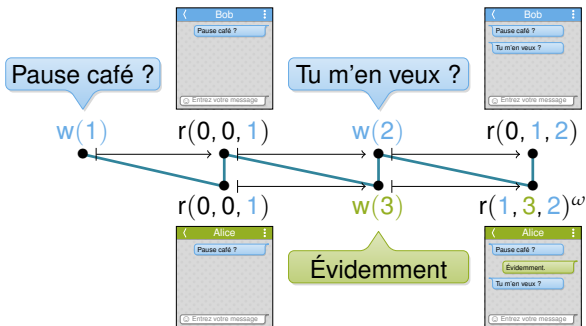 Bob
Pause café ?
Entrez votre message
Bob
Pause café ?
Tu m'en veux ?
Entrez votre message
Pause café ?
Tu m'en veux ?
w(1)
r(0, 0, 1)
w(2)
r(0, 1, 2)
r(0, 0, 1)
w(3)
r(1, 3, 2)^ω
Alice
Pause café ?
Entrez votre message
Évidemment
Alice
Pause café ?
Évidemment.
Tu m'en veux ?
Entrez votre message